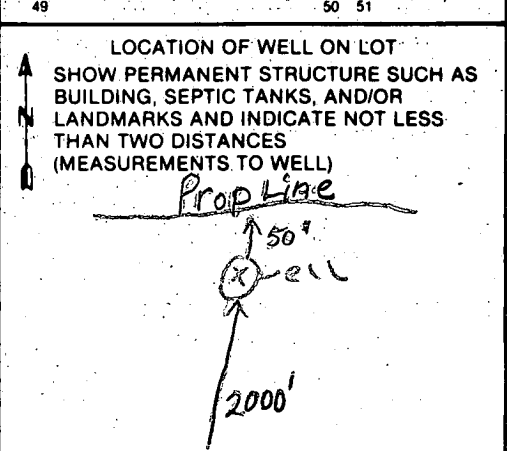 49 50 51
LOCATION OF WELL ON LOT
SHOW PERMANENT STRUCTURE SUCH AS
BUILDING, SEPTIC TANKS, AND/OR
N LANDMARKS AND INDICATE NOT LESS
THAN TWO DISTANCES
(MEASUREMENTS TO WELL)
Prop Line
50'
x ell
2000'